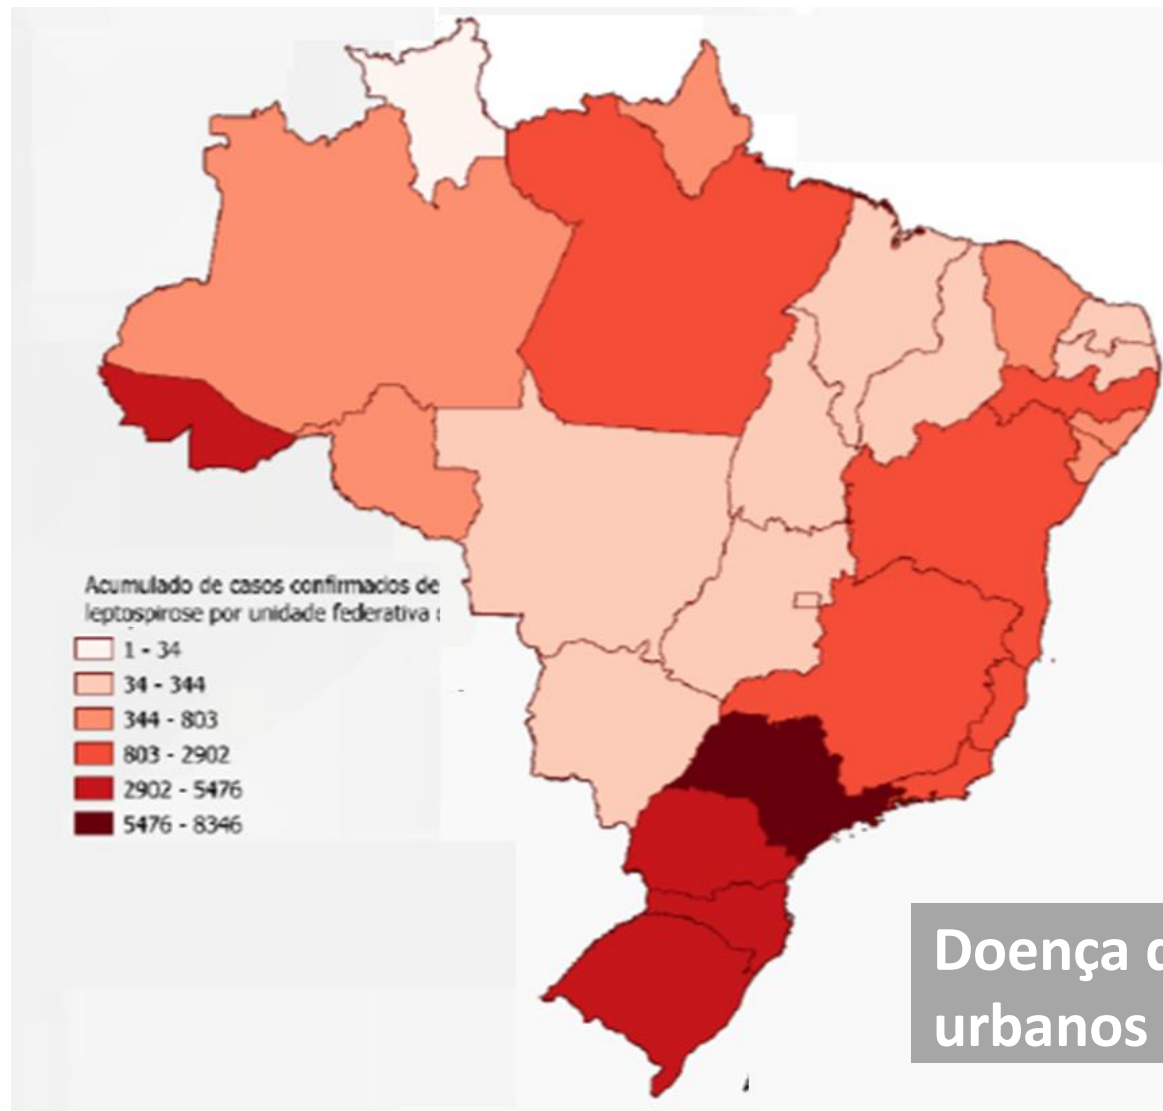 Acumulado de casos confirmacios de
leptospirose por unidade federativa
1 - 34
34 - 344
344 - 803
803 - 2902
2902 - 5476
5476 - 8346
Doença
urbanos